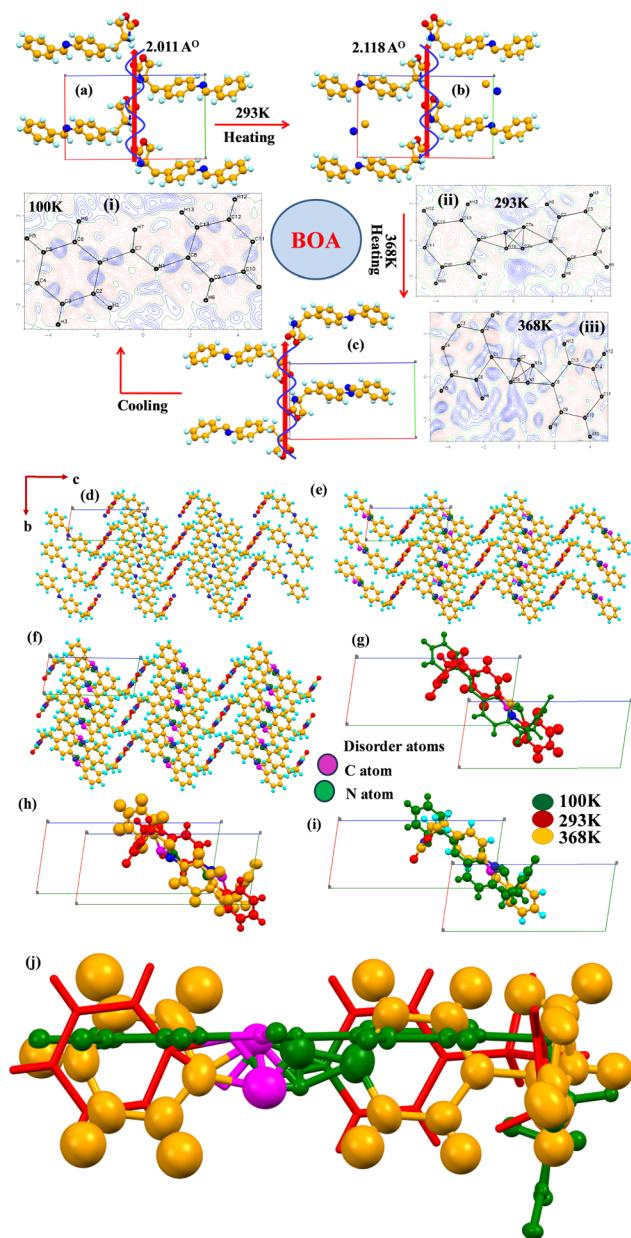 2.011 A^O
2.118 A^O
(a)
(b)
293K
Heating
100K
(i)
(ii)
293K
BOA
368K
Heating
368K
(iii)
(c)
Cooling
c
b
(d)
(e)
(f)
(g)
Disorder atoms
C atom
N atom
100K
293K
368K
(h)
(i)
(j)